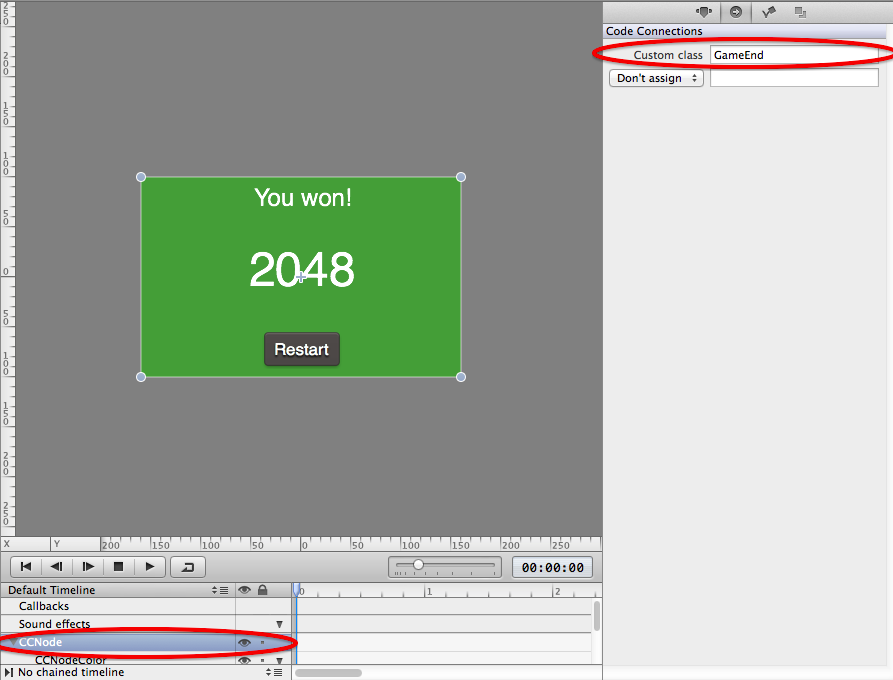 Code Connections
Custom class GameEnd
Don't assign
You won!
2048
Restart
X Y 200 150 100 50 0 50 100 150 200 250
00:00:00
Default Timeline 0 1 2
Callbacks
Sound effects
CCNode
CCNodeColor
No chained timeline
250
200
150
100
50
0
50
100
150
200
250